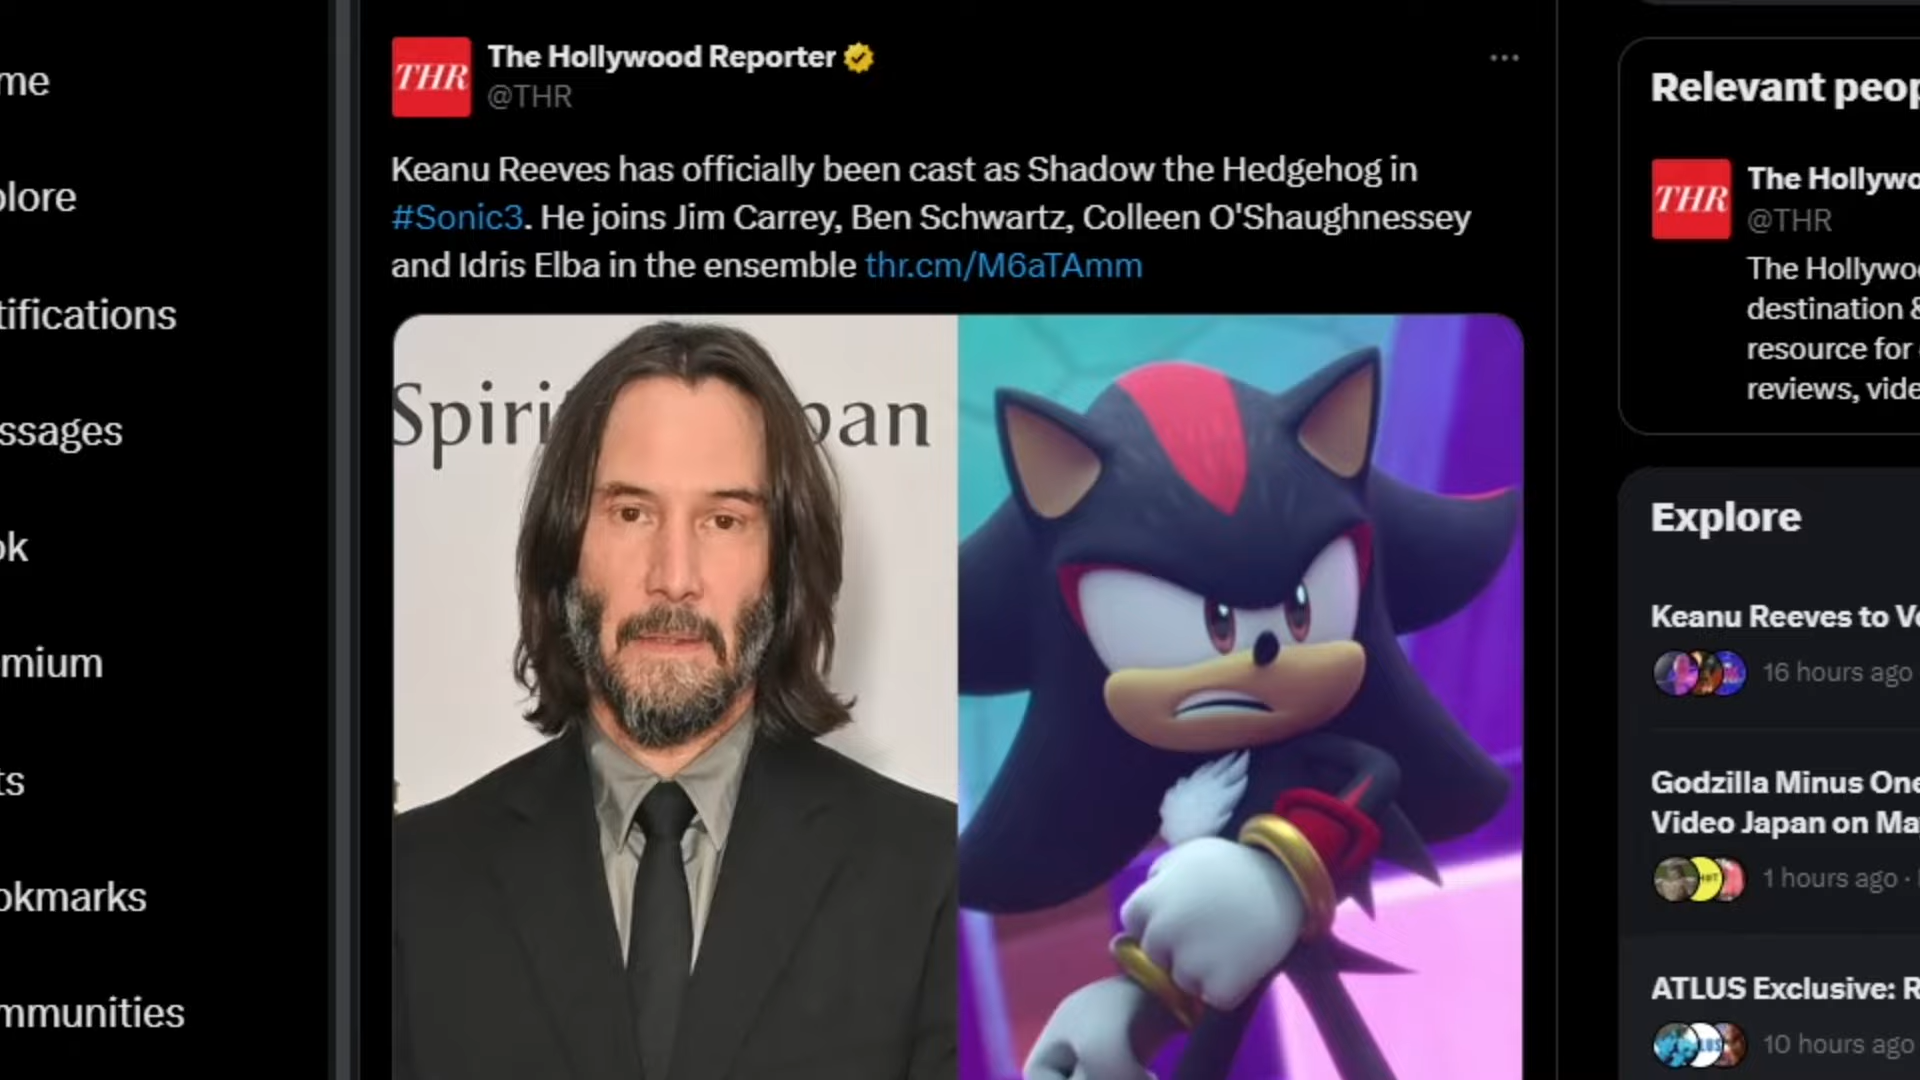 me
plore
tifications
ssages
ok
mium
ts
okmarks
mmunities
THR
The Hollywood Reporter
@THR
Keanu Reeves has officially been cast as Shadow the Hedgehog in
#Sonic3. He joins Jim Carrey, Ben Schwartz, Colleen O'Shaughnessey
and Idris Elba in the ensemble thr.cm/M6aTAmm
Spiri pan
Relevant peop
THR
The Hollywo
@THR
The Hollywoo
destination &
resource for
reviews, vide
Explore
Keanu Reeves to Vo
16 hours ago
Godzilla Minus One
Video Japan on Ma
1 hours ago ·
ATLUS Exclusive: R
10 hours ago